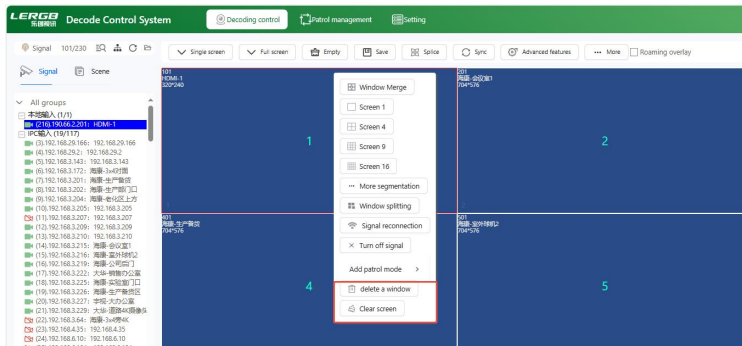 LERGB
乐朗视讯
Decode Control System
Decoding control
Patrol management
Setting
Signal 101/230
Single screen
Full screen
Empty
Save
Splice
Sync
Advanced features
More
Roaming overlay
Signal
Scene
All groups
本地输入 (1/1)
(216).190.66.2.201: HDMI-1
IPC输入 (19/117)
(3).192.168.29.166: 192.168.29.166
(4).192.168.29.2: 192.168.29.2
(5).192.168.3.143: 192.168.3.143
(6).192.168.3.172: 海康-3x4对面
(7).192.168.3.201: 海康-生产暂货
(8).192.168.3.202: 海康-生产部门口
(9).192.168.3.204: 海康-老化区上方
(10).192.168.3.205: 192.168.3.205
(11).192.168.3.207: 192.168.3.207
(12).192.168.3.209: 192.168.3.209
(13).192.168.3.210: 192.168.3.210
(14).192.168.3.215: 海康-会议室1
(15).192.168.3.216: 海康-室外球机2
(16).192.168.3.219: 海康-公司后门
(17).192.168.3.222: 大华-销售办公室
(18).192.168.3.225: 海康-实验室门口
(19).192.168.3.226: 海康-生产暂货区
(20).192.168.3.227: 宇视-大办公室
(21).192.168.3.229: 大华-道路4K摄像头
(22).192.168.3.64: 海康-3x4旁4K
(23).192.168.4.35: 192.168.4.35
(24).192.168.6.10: 192.168.6.10
101
HDMI-1
320*240
1
201
海康-会议室1
704*576
2
401
海康-生产暂货
704*576
4
501
海康-室外球机2
704*576
5
Window Merge
Screen 1
Screen 4
Screen 9
Screen 16
More segmentation
Window splitting
Signal reconnection
Turn off signal
Add patrol mode >
delete a window
Clear screen